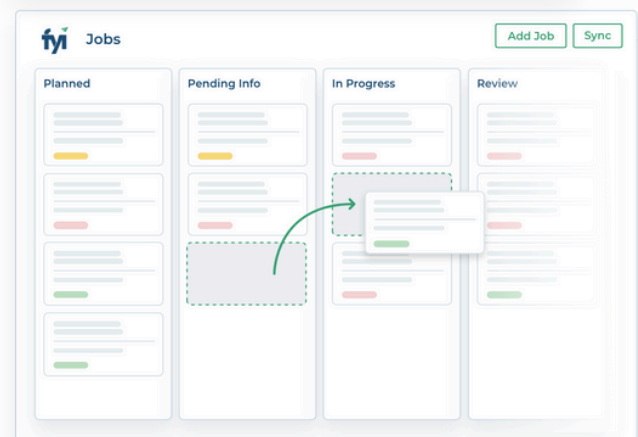 fyi Jobs
Add Job
Sync
Planned
Pending Info
In Progress
Review